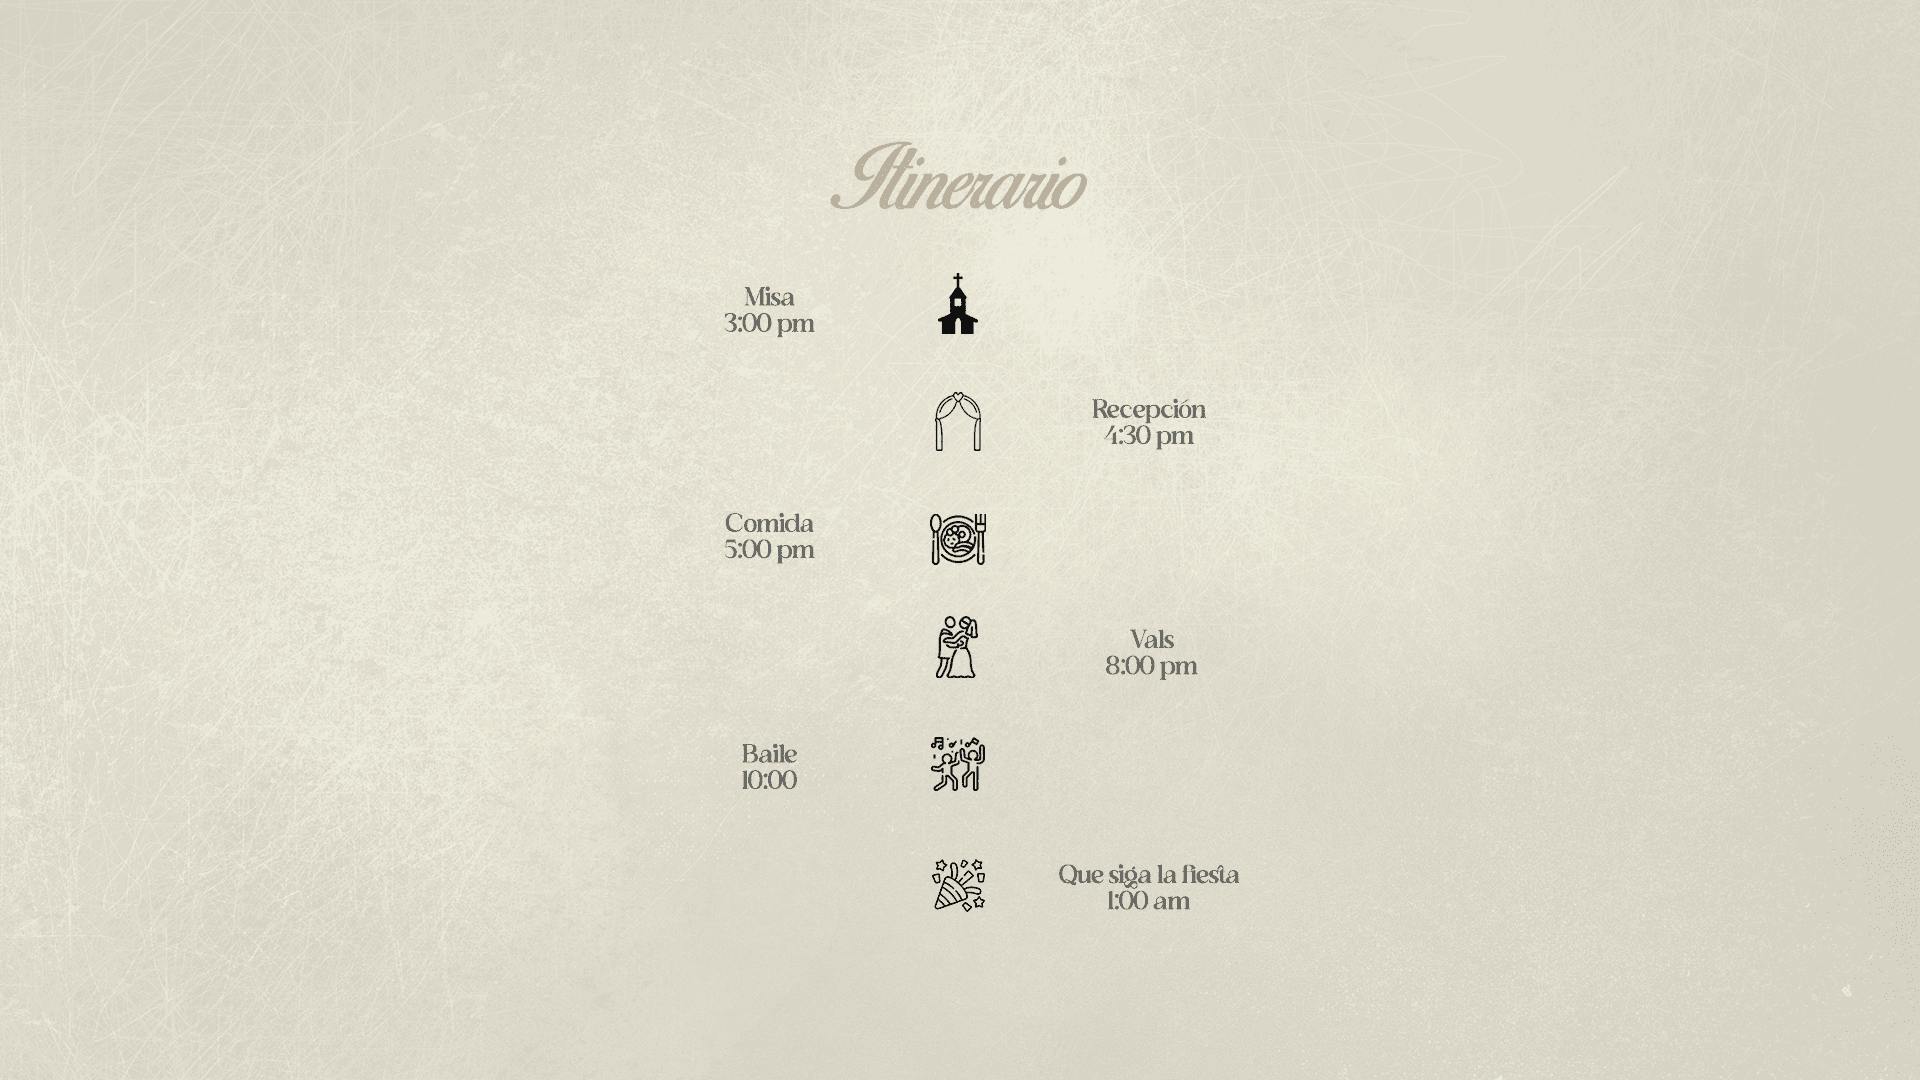 Itinerario
Misa
3:00 pm
Recepción
4:30 pm
Comida
5:00 pm
Vals
8:00 pm
Baile
10:00
Que siga la fiesta
1:00 am